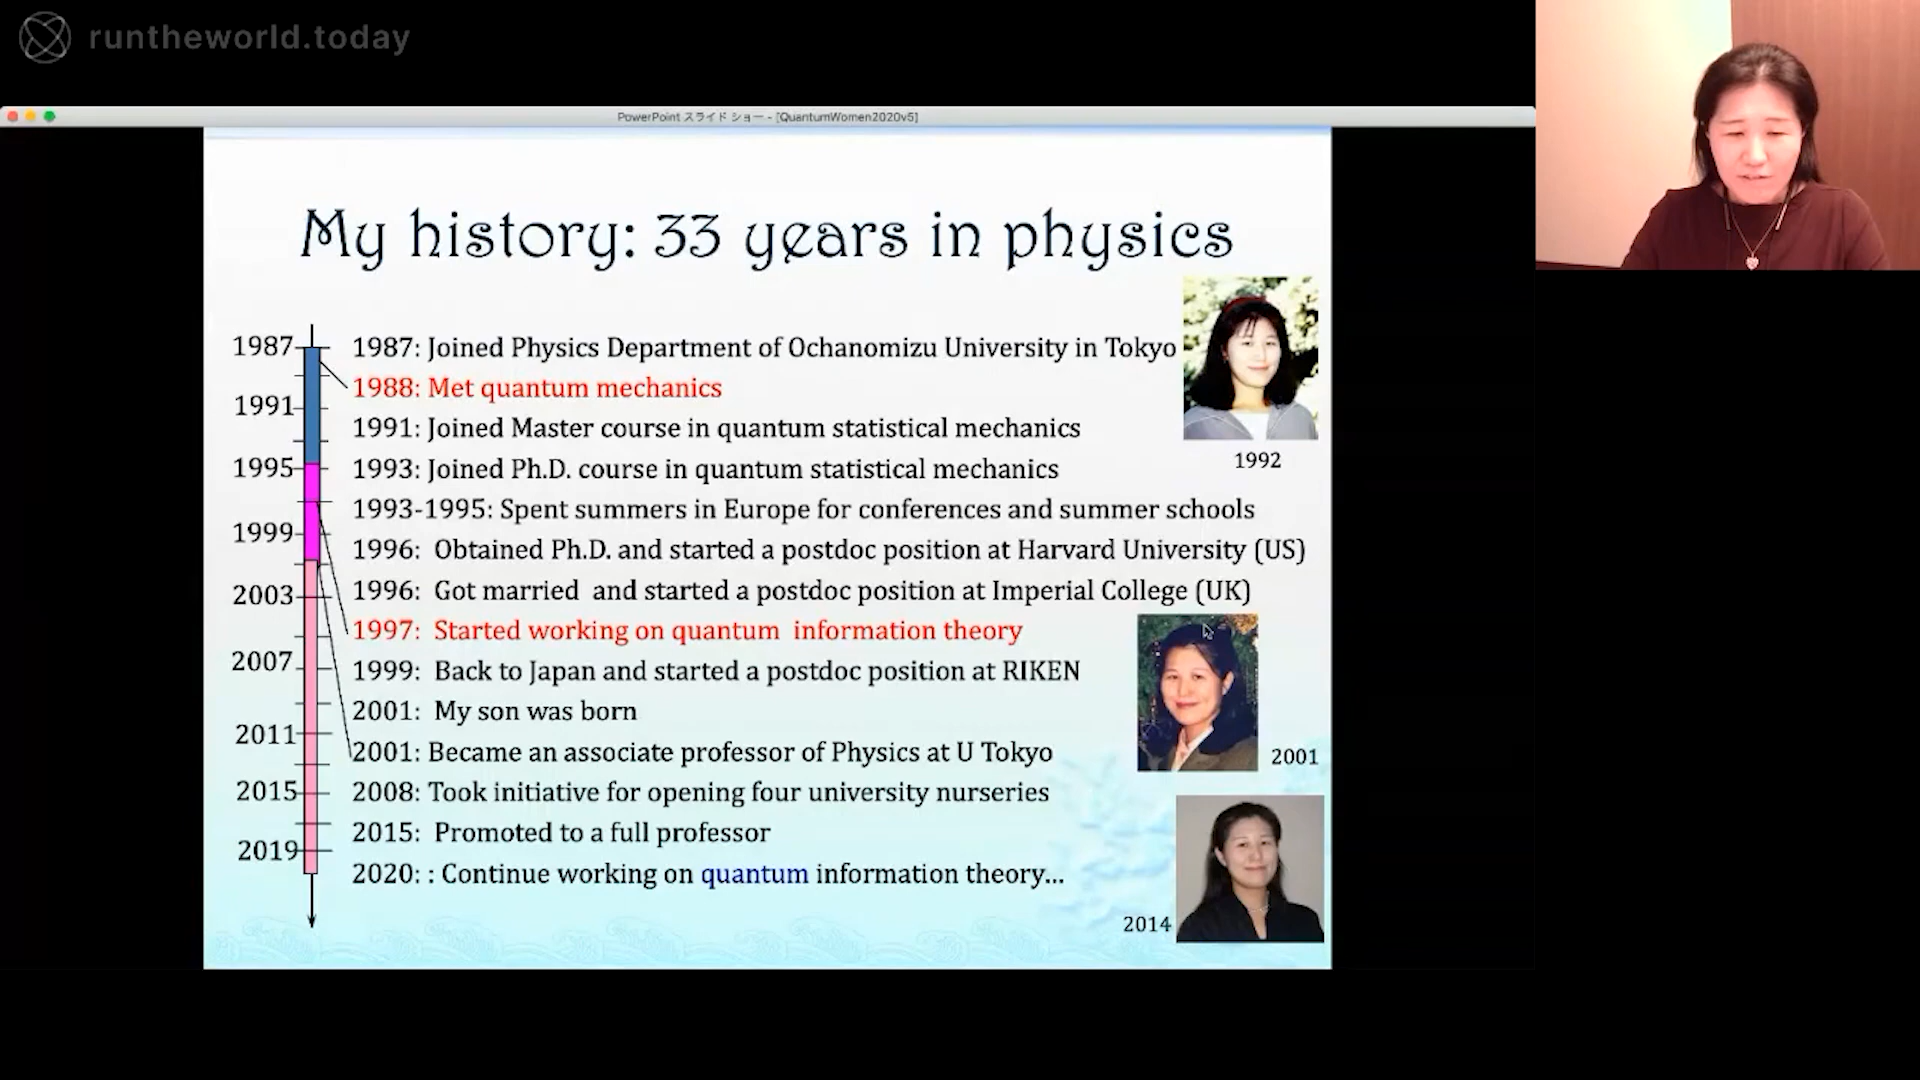 runtheworld.today
PowerPoint スライド ショー - [QuantumWomen2020v5]
My history: 33 years in physics
1987
1991
1995
1999
2003
2007
2011
2015
2019
1987: Joined Physics Department of Ochanomizu University in Tokyo
1988: Met quantum mechanics
1991: Joined Master course in quantum statistical mechanics
1993: Joined Ph.D. course in quantum statistical mechanics
1993-1995: Spent summers in Europe for conferences and summer schools
1996: Obtained Ph.D. and started a postdoc position at Harvard University (US)
1996: Got married and started a postdoc position at Imperial College (UK)
1997: Started working on quantum information theory
1999: Back to Japan and started a postdoc position at RIKEN
2001: My son was born
2001: Became an associate professor of Physics at U Tokyo
2008: Took initiative for opening four university nurseries
2015: Promoted to a full professor
2020: : Continue working on quantum information theory...
1992
2001
2014